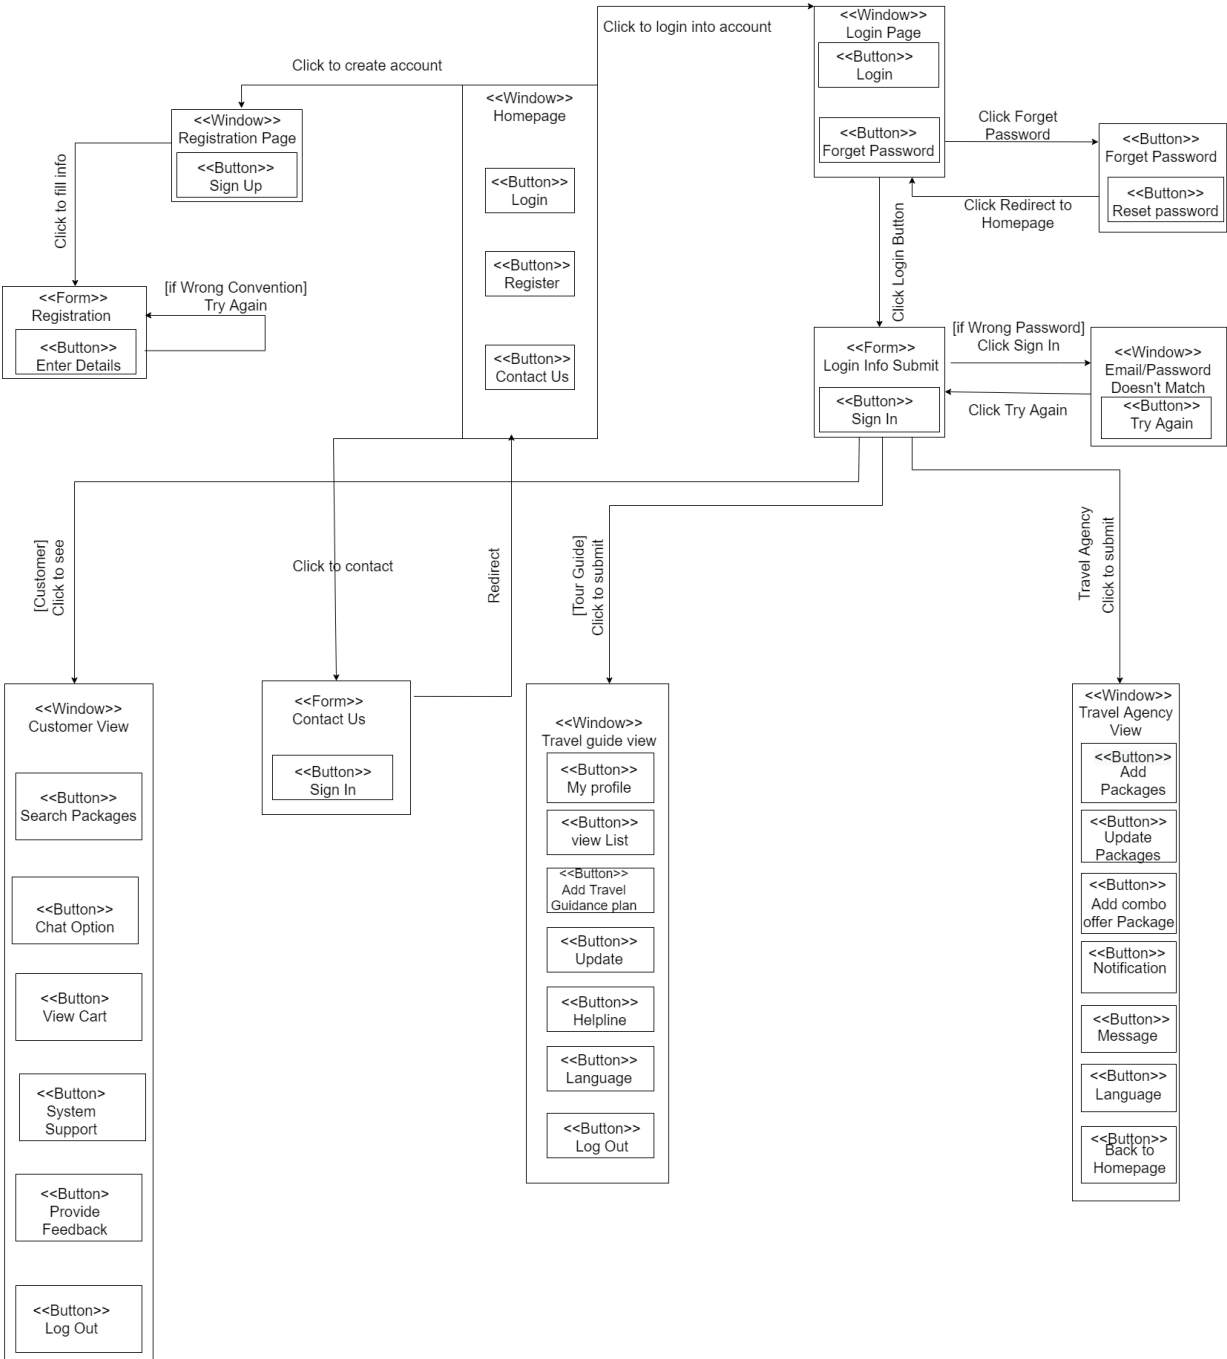 Click to login into account
<<Window>>
Login Page
<<Button>>
Login
<<Button>>
Forget Password
Click to create account
<<Window>>
Homepage
<<Button>>
Login
<<Button>>
Register
<<Button>>
Contact Us
<<Window>>
Registration Page
<<Button>>
Sign Up
Click to fill info
<<Form>>
Registration
<<Button>>
Enter Details
[if Wrong Convention]
Try Again
Click Forget
Password
<<Button>>
Forget Password
<<Button>>
Reset password
Click Redirect to
Homepage
Click Login Button
<<Form>>
Login Info Submit
<<Button>>
Sign In
[if Wrong Password]
Click Sign In
<<Window>>
Email/Password
Doesn't Match
<<Button>>
Try Again
Click Try Again
[Customer]
Click to see
Click to contact
Redirect
[Tour Guide]
Click to submit
Travel Agency
Click to submit
<<Window>>
Customer View
<<Button>>
Search Packages
<<Button>>
Chat Option
<<Button>
View Cart
<<Button>
System
Support
<<Button>
Provide
Feedback
<<Button>>
Log Out
<<Form>>
Contact Us
<<Button>>
Sign In
<<Window>>
Travel guide view
<<Button>>
My profile
<<Button>>
view List
<<Button>>
Add Travel
Guidance plan
<<Button>>
Update
<<Button>>
Helpline
<<Button>>
Language
<<Button>>
Log Out
<<Window>>
Travel Agency
View
<<Button>>
Add
Packages
<<Button>>
Update
Packages
<<Button>>
Add combo
offer Package
<<Button>>
Notification
<<Button>>
Message
<<Button>>
Language
<<Button>>
Back to
Homepage